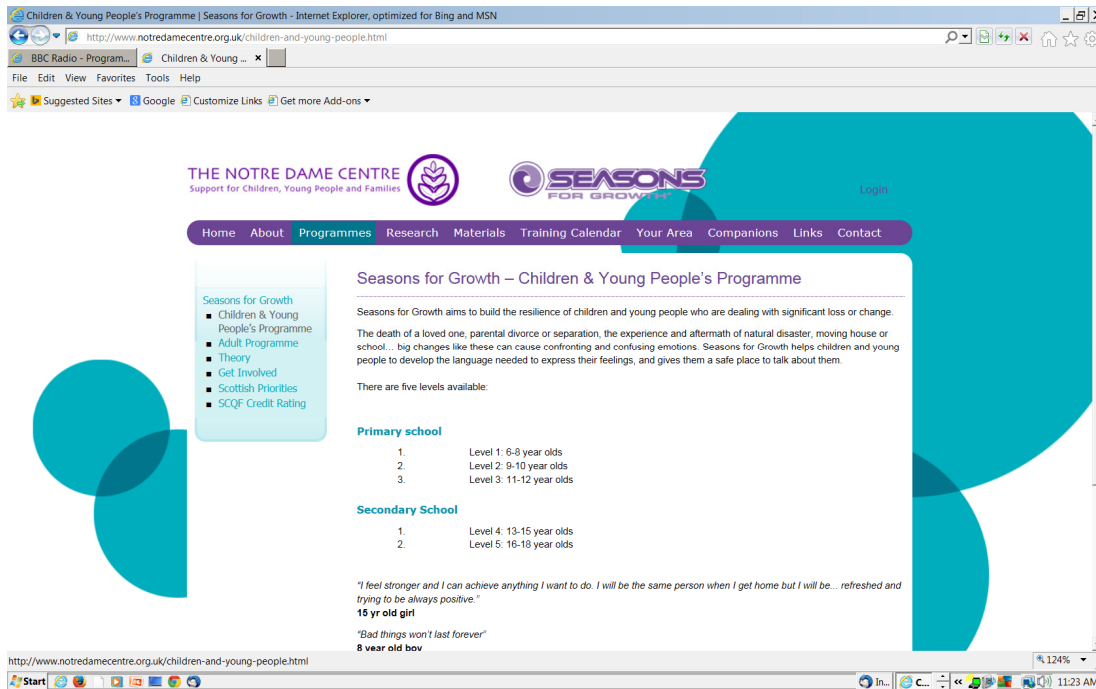 Children & Young People's Programme | Seasons for Growth - Internet Explorer, optimized for Bing and MSN
http://www.notredamecentre.org.uk/children-and-young-people.html
BBC Radio - Program... Children & Young ... ×
File Edit View Favorites Tools Help
Suggested Sites Google Customize Links Get more Add-ons
THE NOTRE DAME CENTRE
Support for Children, Young People and Families
SEASONS
FOR GROWTH
Login
Home About Programmes Research Materials Training Calendar Your Area Companions Links Contact
Seasons for Growth
Children & Young
People's Programme
Adult Programme
Theory
Get Involved
Scottish Priorities
SCQF Credit Rating
Seasons for Growth – Children & Young People's Programme
Seasons for Growth aims to build the resilience of children and young people who are dealing with significant loss or change.
The death of a loved one, parental divorce or separation, the experience and aftermath of natural disaster, moving house or
school… big changes like these can cause confronting and confusing emotions. Seasons for Growth helps children and young
people to develop the language needed to express their feelings, and gives them a safe place to talk about them.
There are five levels available:
Primary school
1. Level 1: 6-8 year olds
2. Level 2: 9-10 year olds
3. Level 3: 11-12 year olds
Secondary School
1. Level 4: 13-15 year olds
2. Level 5: 16-18 year olds
"I feel stronger and I can achieve anything I want to do. I will be the same person when I get home but I will be... refreshed and
trying to be always positive."
15 yr old girl
"Bad things won't last forever"
8 year old boy
http://www.notredamecentre.org.uk/children-and-young-people.html
124%
Start In... C... 11:23 AM